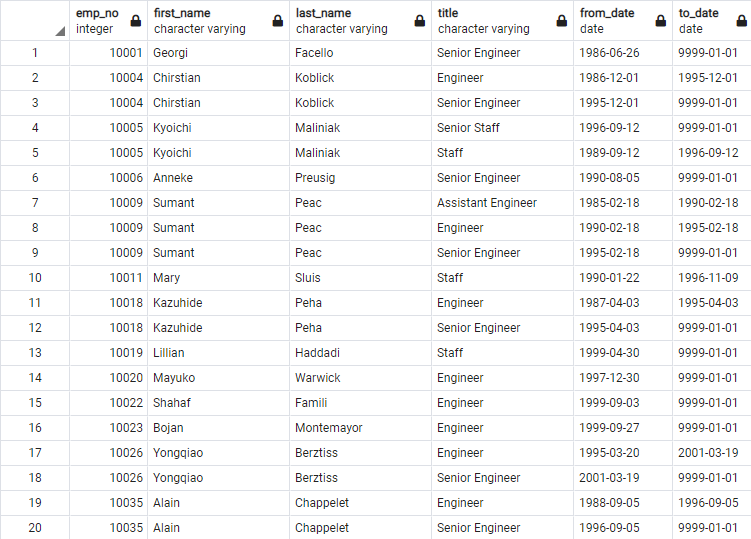 emp_no first_name last_name title from_date to_date
integer character varying character varying character varying date date
1 10001 Georgi Facello Senior Engineer 1986-06-26 9999-01-01
2 10004 Chirstian Koblick Engineer 1986-12-01 1995-12-01
3 10004 Chirstian Koblick Senior Engineer 1995-12-01 9999-01-01
4 10005 Kyoichi Maliniak Senior Staff 1996-09-12 9999-01-01
5 10005 Kyoichi Maliniak Staff 1989-09-12 1996-09-12
6 10006 Anneke Preusig Senior Engineer 1990-08-05 9999-01-01
7 10009 Sumant Peac Assistant Engineer 1985-02-18 1990-02-18
8 10009 Sumant Peac Engineer 1990-02-18 1995-02-18
9 10009 Sumant Peac Senior Engineer 1995-02-18 9999-01-01
10 10011 Mary Sluis Staff 1990-01-22 1996-11-09
11 10018 Kazuhide Peha Engineer 1987-04-03 1995-04-03
12 10018 Kazuhide Peha Senior Engineer 1995-04-03 9999-01-01
13 10019 Lillian Haddadi Staff 1999-04-30 9999-01-01
14 10020 Mayuko Warwick Engineer 1997-12-30 9999-01-01
15 10022 Shahaf Famili Engineer 1999-09-03 9999-01-01
16 10023 Bojan Montemayor Engineer 1999-09-27 9999-01-01
17 10026 Yongqiao Berztiss Engineer 1995-03-20 2001-03-19
18 10026 Yongqiao Berztiss Senior Engineer 2001-03-19 9999-01-01
19 10035 Alain Chappelet Engineer 1988-09-05 1996-09-05
20 10035 Alain Chappelet Senior Engineer 1996-09-05 9999-01-01